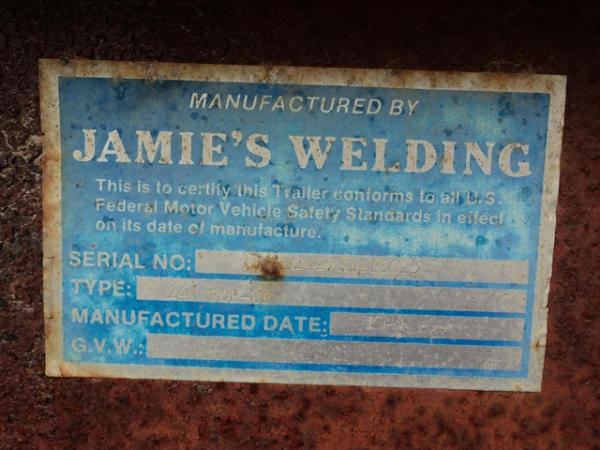 MANUFACTURED BY
JAMIE'S WELDING
This is to certify this Trailer conforms to all U.S.
Federal Motor Vehicle Safety Standards in effect
on its date of manufacture.
SERIAL NO:
TYPE:
MANUFACTURED DATE:
G.V.W.: